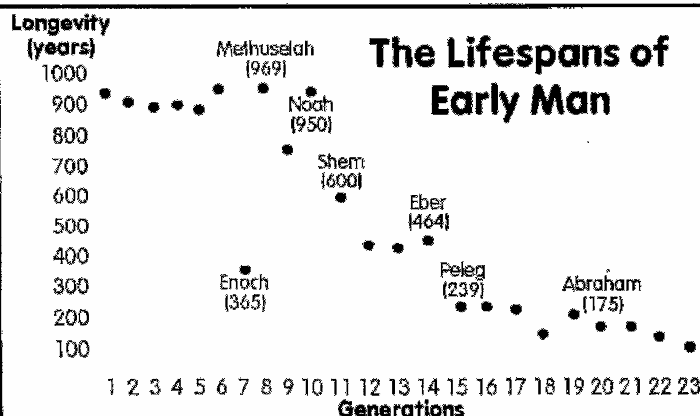 Longevity
(years)
The Lifespans of
Early Man
1000
900
800
700
600
500
400
300
200
100
Methuselah
(969)
Noah
(950)
Shem
(600)
Eber
(464)
Enoch
(365)
Peleg
(239)
Abraham
(175)
1 2 3 4 5 6 7 8 9 10 11 12 13 14 15 16 17 18 19 20 21 22 23
Generations